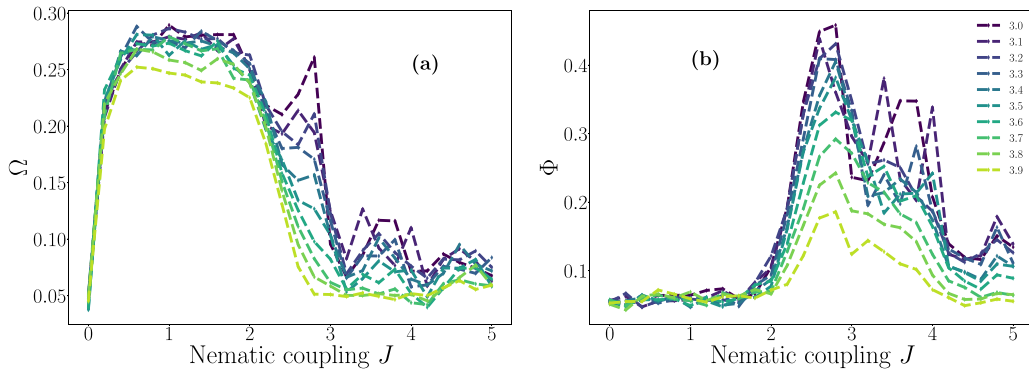 0.30
0.25
0.20
0.15
0.10
0.05
Ω
(a)
0 1 2 3 4 5
Nematic coupling J
0.4
0.3
0.2
0.1
Φ
(b)
3.0
3.1
3.2
3.3
3.4
3.5
3.6
3.7
3.8
3.9
0 1 2 3 4 5
Nematic coupling J